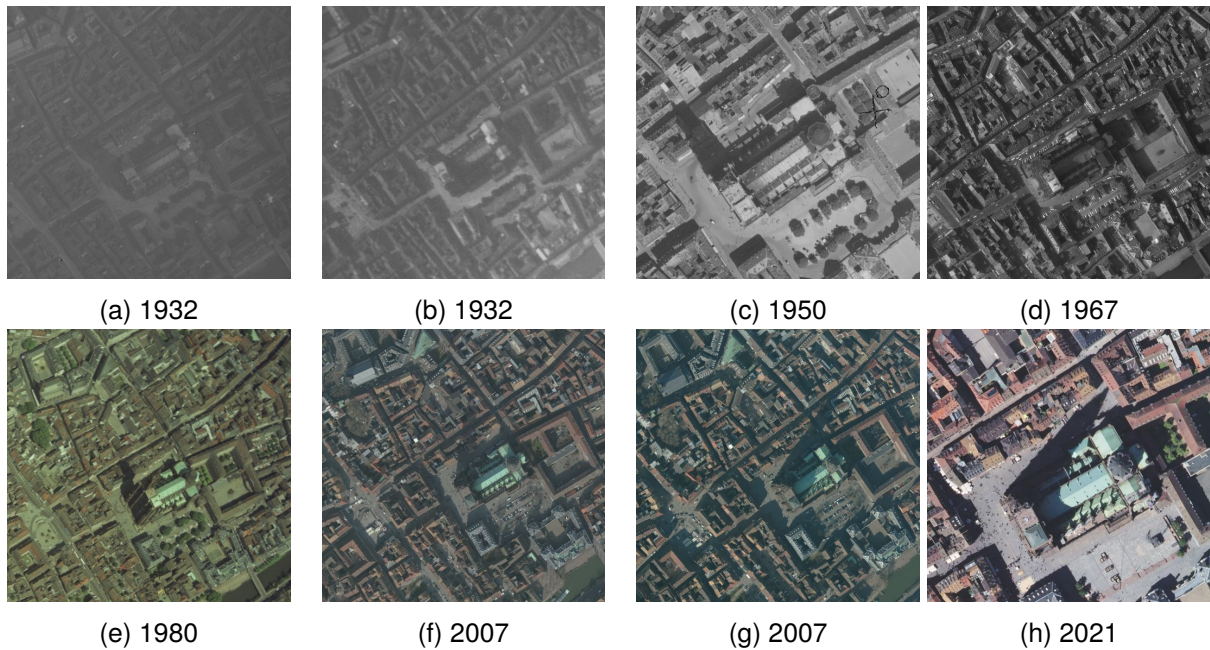 (a) 1932
(b) 1932
(c) 1950
(d) 1967
(e) 1980
(f) 2007
(g) 2007
(h) 2021